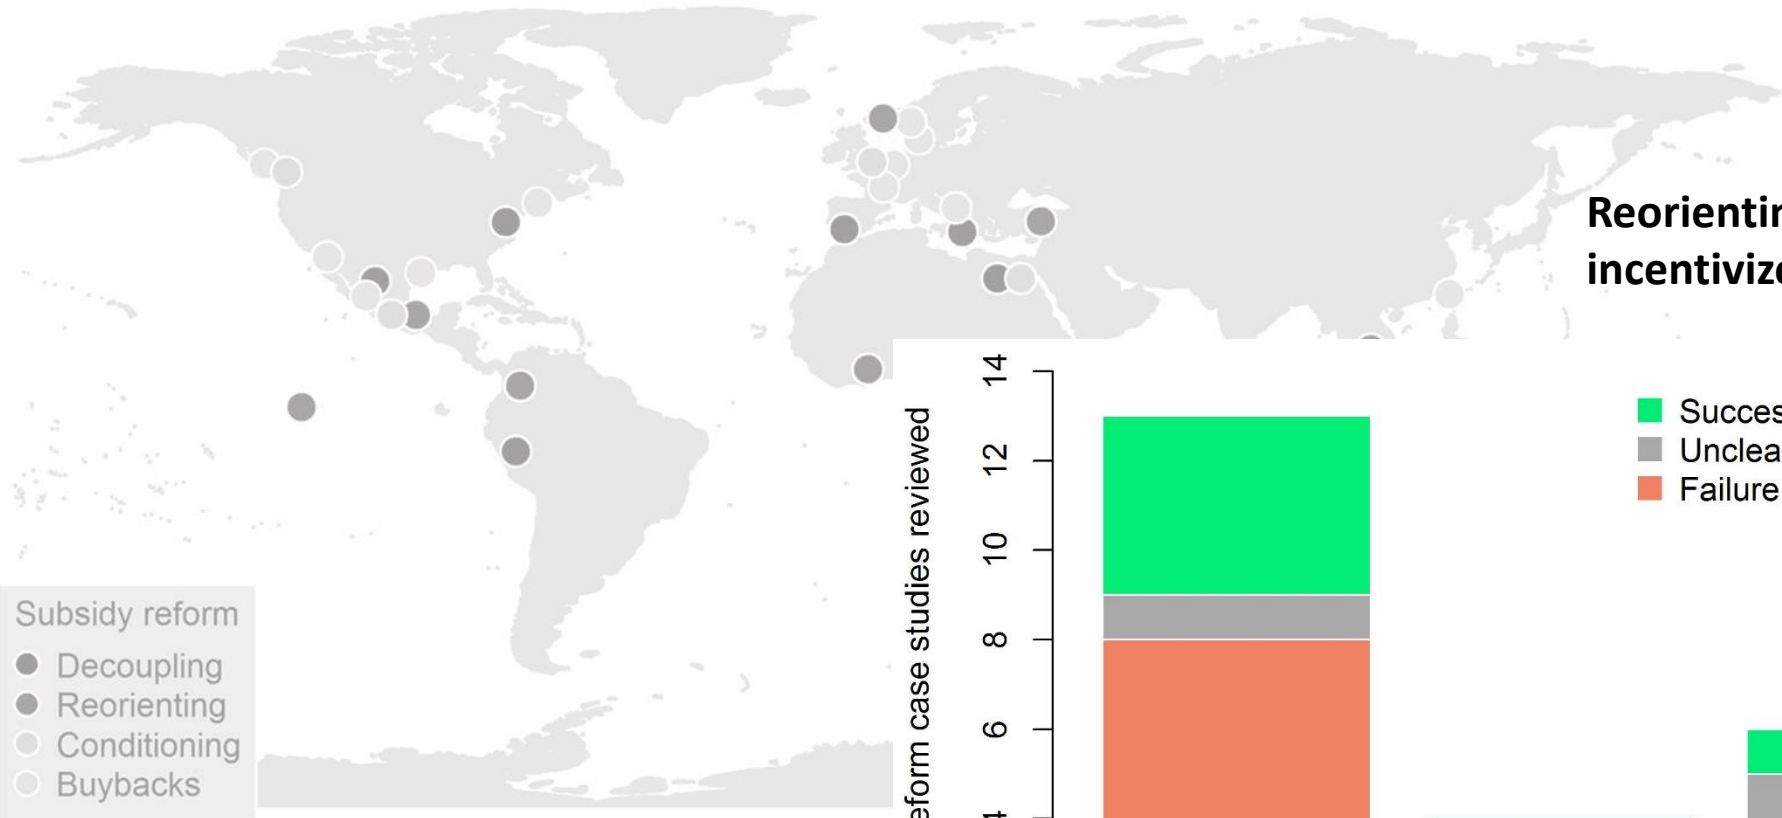 Reorientin
incentivize
Subsidy reform
Decoupling
Reorienting
Conditioning
Buybacks
eform case studies reviewed
14
12
10
8
6
4
Succes
Unclea
Failure